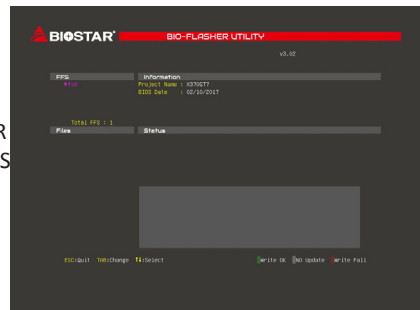 BIOSTAR BIO-FLASHER UTILITY
v3.02
FFS Information
Project Name : X370GT7
BIOS Date : 02/10/2017
Total FFS : 1
Files Status
R
S
ESC:Quit TAB:Change ↑↓:Select Write OK NO Update Write Fail